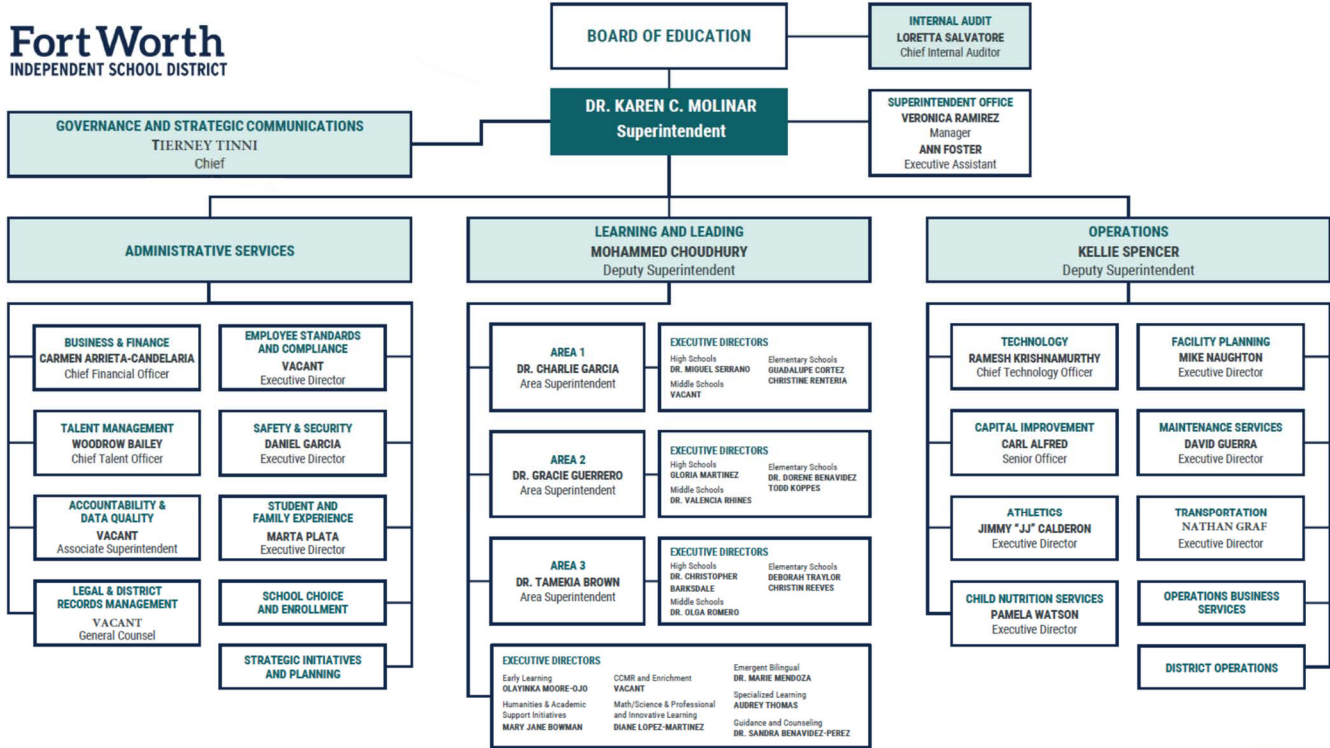 Fort Worth
INDEPENDENT SCHOOL DISTRICT
BOARD OF EDUCATION
INTERNAL AUDIT
LORETTA SALVATORE
Chief Internal Auditor
DR. KAREN C. MOLINAR
Superintendent
SUPERINTENDENT OFFICE
VERONICA RAMIREZ
Manager
ANN FOSTER
Executive Assistant
GOVERNANCE AND STRATEGIC COMMUNICATIONS
TIERNEY TINNI
Chief
ADMINISTRATIVE SERVICES
BUSINESS & FINANCE
CARMEN ARRIETA-CANDELARIA
Chief Financial Officer
EMPLOYEE STANDARDS
AND COMPLIANCE
VACANT
Executive Director
TALENT MANAGEMENT
WOODROW BAILEY
Chief Talent Officer
SAFETY & SECURITY
DANIEL GARCIA
Executive Director
ACCOUNTABILITY &
DATA QUALITY
VACANT
Associate Superintendent
STUDENT AND
FAMILY EXPERIENCE
MARTA PLATA
Executive Director
LEGAL & DISTRICT
RECORDS MANAGEMENT
VACANT
General Counsel
SCHOOL CHOICE
AND ENROLLMENT
STRATEGIC INITIATIVES
AND PLANNING
LEARNING AND LEADING
MOHAMMED CHOUDHURY
Deputy Superintendent
AREA 1
DR. CHARLIE GARCIA
Area Superintendent
EXECUTIVE DIRECTORS
High Schools
DR. MIGUEL SERRANO
Middle Schools
VACANT
Elementary Schools
GUADALUPE CORTEZ
CHRISTINE RENTERIA
AREA 2
DR. GRACIE GUERRERO
Area Superintendent
EXECUTIVE DIRECTORS
High Schools
GLORIA MARTINEZ
Middle Schools
DR. VALENCIA RHINES
Elementary Schools
DR. DORENE BENAVIDEZ
TODD KOPPES
AREA 3
DR. TAMEKIA BROWN
Area Superintendent
EXECUTIVE DIRECTORS
High Schools
DR. CHRISTOPHER
BARKSDALE
Middle Schools
DR. OLGA ROMERO
Elementary Schools
DEBORAH TRAYLOR
CHRISTIN REEVES
EXECUTIVE DIRECTORS
Early Learning
OLAYINKA MOORE-OJO
Humanities & Academic
Support Initiatives
MARY JANE BOWMAN
CCMR and Enrichment
VACANT
Math/Science & Professional
and Innovative Learning
DIANE LOPEZ-MARTINEZ
Emergent Bilingual
DR. MARIE MENDOZA
Specialized Learning
AUDREY THOMAS
Guidance and Counseling
DR. SANDRA BENAVIDEZ-PEREZ
OPERATIONS
KELLIE SPENCER
Deputy Superintendent
TECHNOLOGY
RAMESH KRISHNAMURTHY
Chief Technology Officer
FACILITY PLANNING
MIKE NAUGHTON
Executive Director
CAPITAL IMPROVEMENT
CARL ALFRED
Senior Officer
MAINTENANCE SERVICES
DAVID GUERRA
Executive Director
ATHLETICS
JIMMY “JJ” CALDERON
Executive Director
TRANSPORTATION
NATHAN GRAF
Executive Director
CHILD NUTRITION SERVICES
PAMELA WATSON
Executive Director
OPERATIONS BUSINESS
SERVICES
DISTRICT OPERATIONS